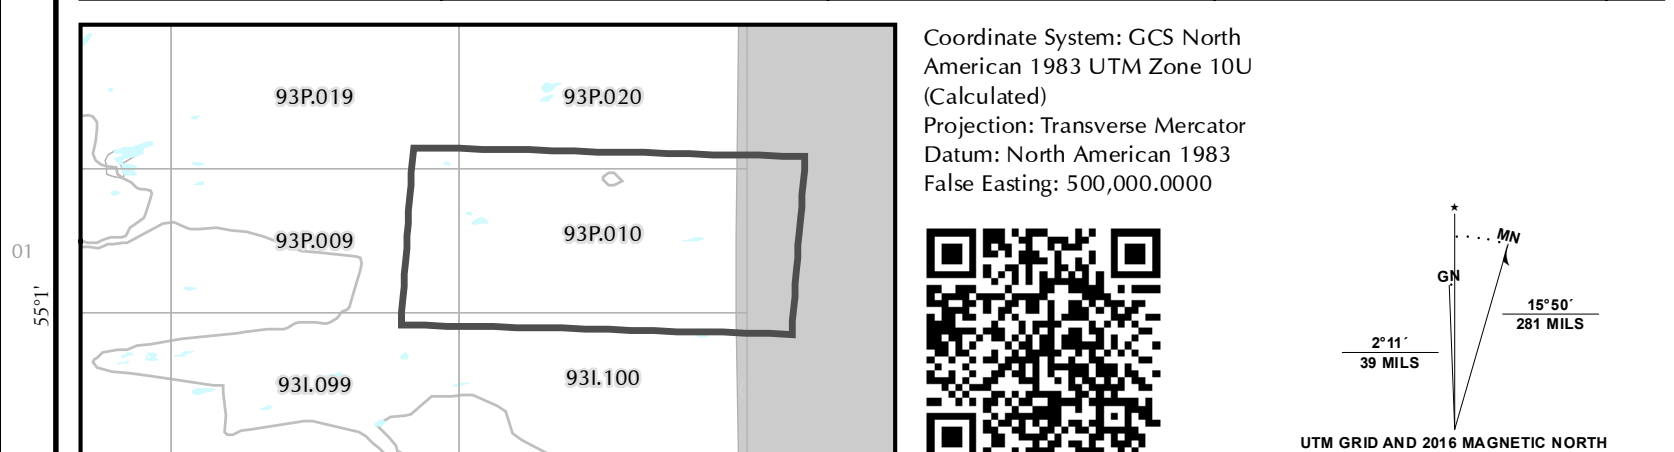 01
55°1'
93P.019
93P.020
93P.009
93P.010
93I.099
93I.100
Coordinate System: GCS North
American 1983 UTM Zone 10U
(Calculated)
Projection: Transverse Mercator
Datum: North American 1983
False Easting: 500,000.0000
MN
GN
15°50´
281 MILS
2°11´
39 MILS
UTM GRID AND 2016 MAGNETIC NORTH